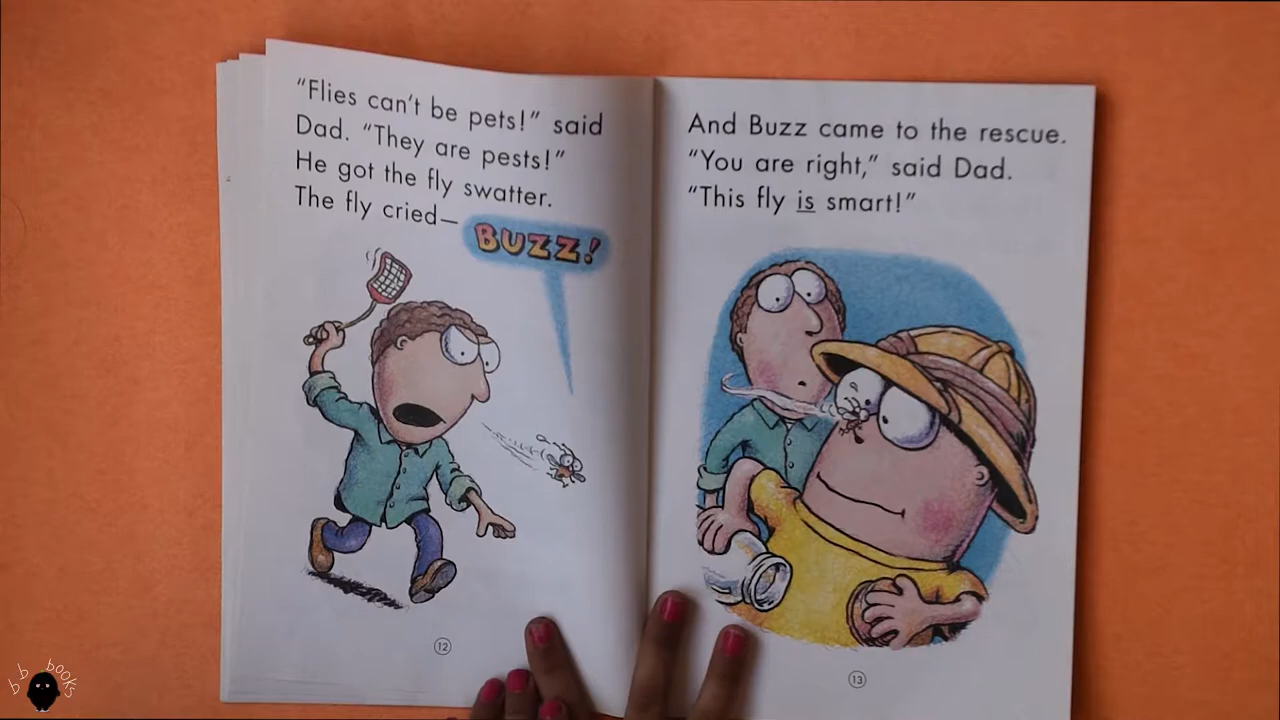 “Flies can’t be pets!” said
Dad. “They are pests!”
He got the fly swatter.
The fly cried—
BUZZ!
12
And Buzz came to the rescue.
“You are right,” said Dad.
“This fly is smart!”
13
b b books